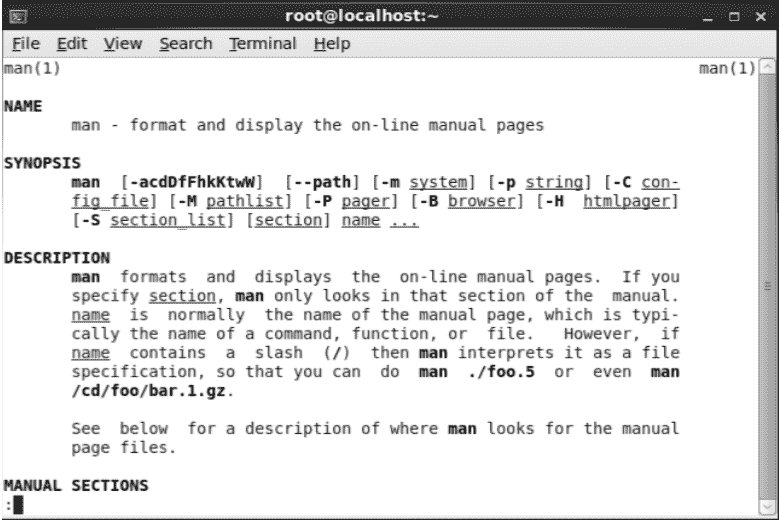 root@localhost:~
File Edit View Search Terminal Help
man(1) man(1)
NAME
man - format and display the on-line manual pages
SYNOPSIS
man [-acdDfFhkKtwW] [--path] [-m system] [-p string] [-C con-
fig_file] [-M pathlist] [-P pager] [-B browser] [-H htmlpager]
[-S section_list] [section] name ...
DESCRIPTION
man formats and displays the on-line manual pages. If you
specify section, man only looks in that section of the manual.
name is normally the name of the manual page, which is typi-
cally the name of a command, function, or file. However, if
name contains a slash (/) then man interprets it as a file
specification, so that you can do man ./foo.5 or even man
/cd/foo/bar.1.gz.
See below for a description of where man looks for the manual
page files.
MANUAL SECTIONS
: